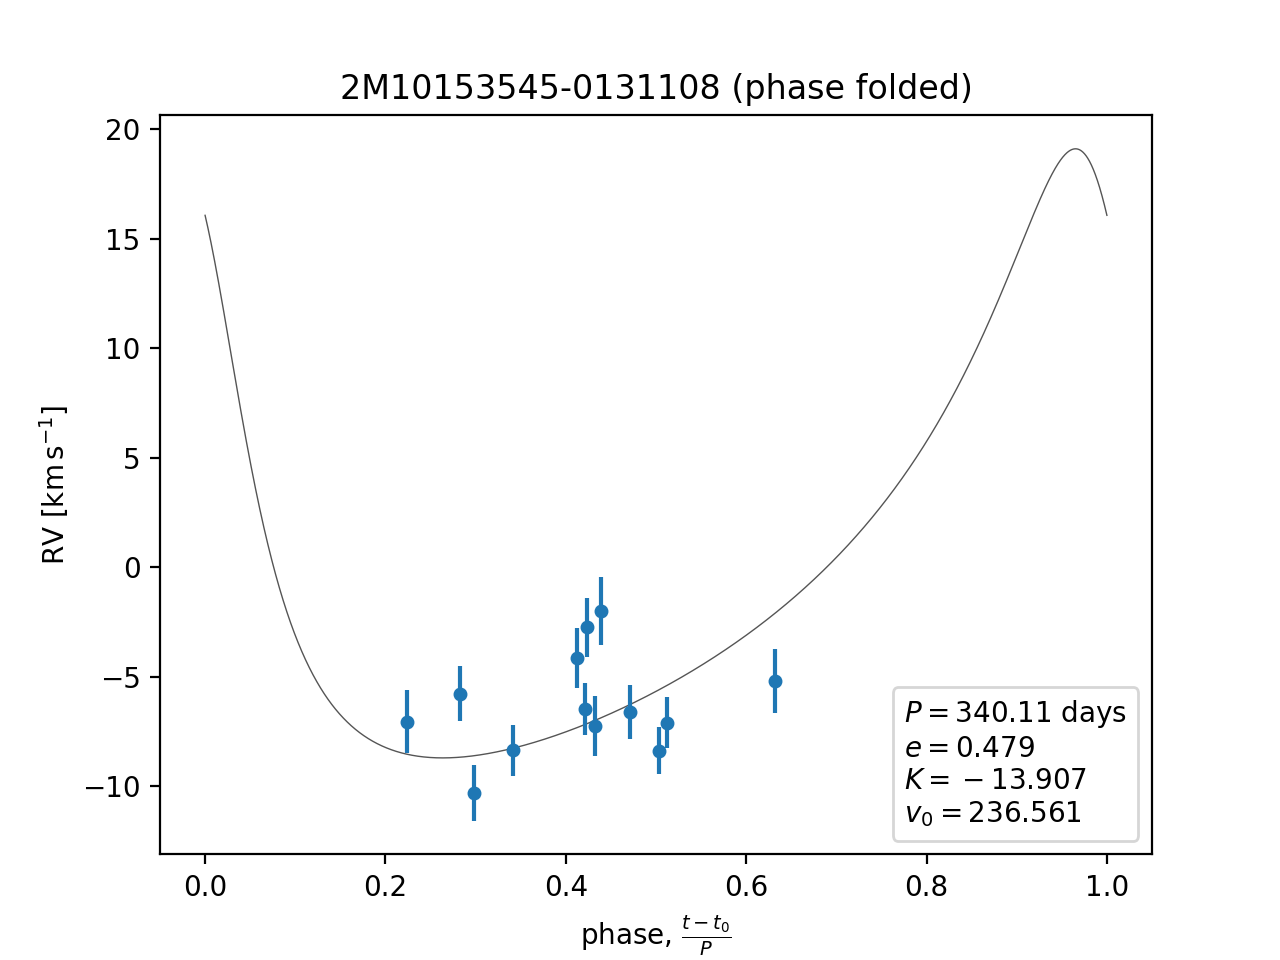 2M10153545-0131108 (phase folded)
20
15
10
5
0
−5
−10
RV [km s−1]
0.0 0.2 0.4 0.6 0.8 1.0
phase, t − t0 / P
P = 340.11 days
e = 0.479
K = −13.907
v0 = 236.561